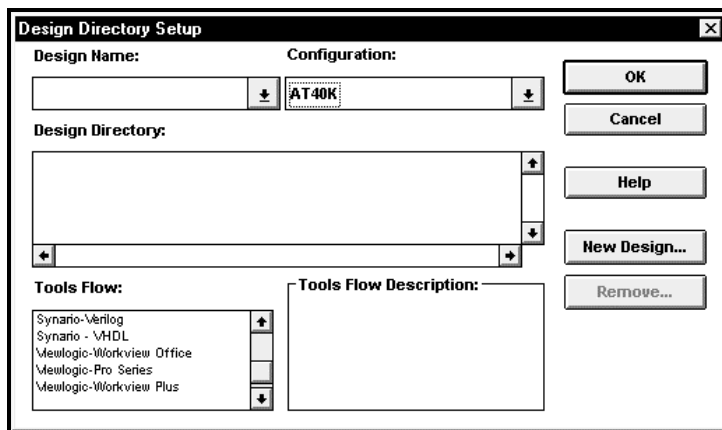 Design Directory Setup
Design Name:
Configuration:
AT40K
OK
Cancel
Design Directory:
Help
New Design...
Remove...
Tools Flow:
Synario-Verilog
Synario - VHDL
Viewlogic-Workview Office
Viewlogic-Pro Series
Viewlogic-Workview Plus
Tools Flow Description: